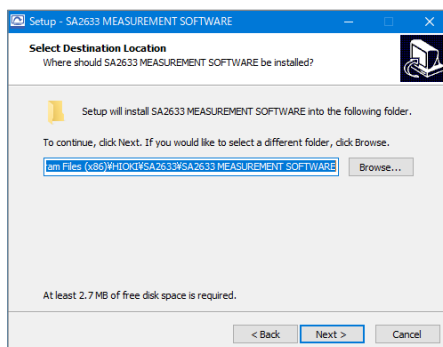 Setup - SA2633 MEASUREMENT SOFTWARE
Select Destination Location
Where should SA2633 MEASUREMENT SOFTWARE be installed?
Setup will install SA2633 MEASUREMENT SOFTWARE into the following folder.
To continue, click Next. If you would like to select a different folder, click Browse.
am Files (x86)¥HIOKI¥SA2633¥SA2633 MEASUREMENT SOFTWARE Browse...
At least 2.7 MB of free disk space is required.
< Back Next > Cancel